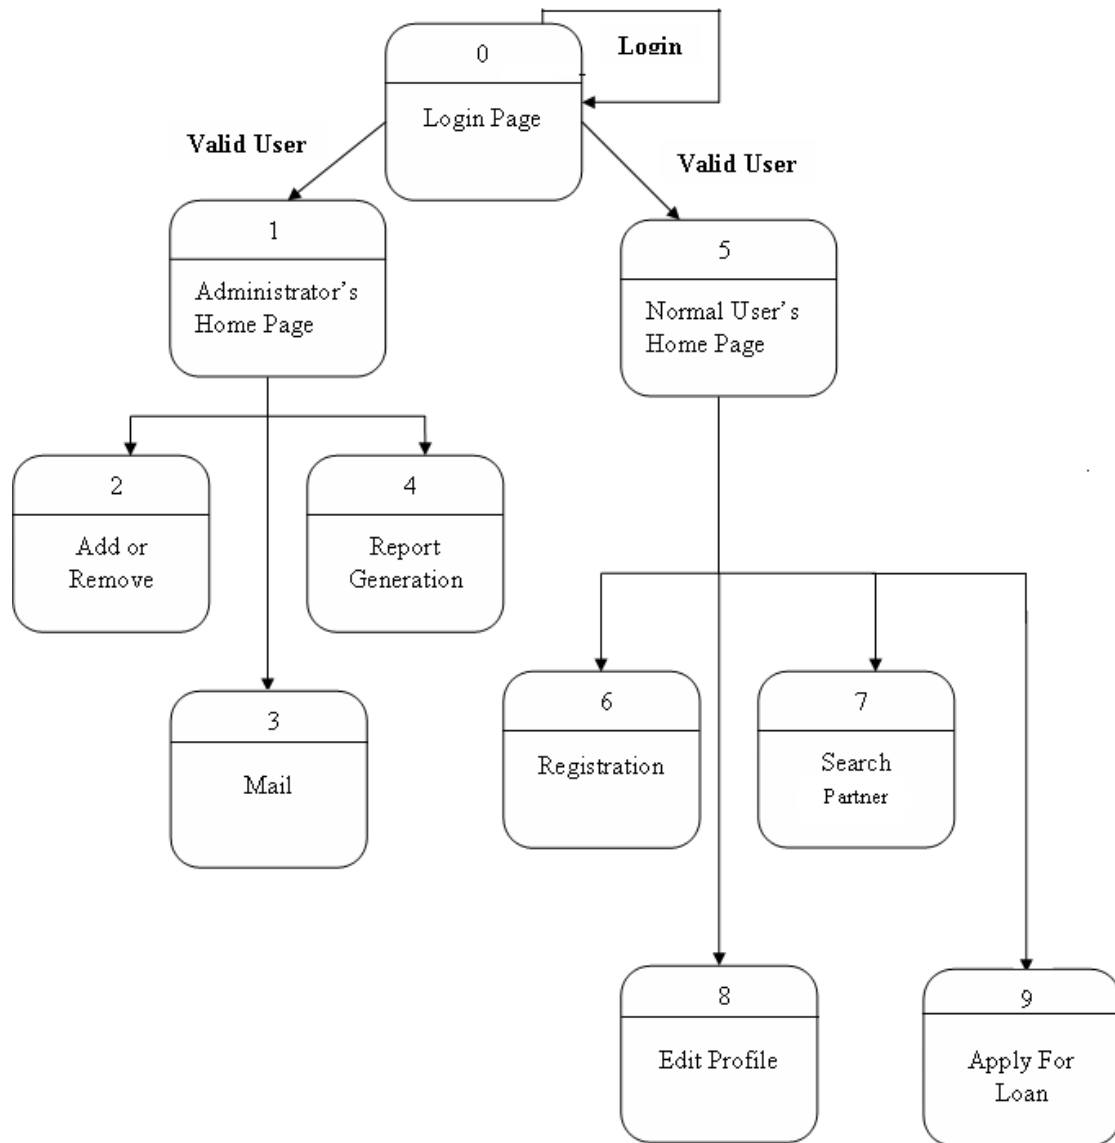 0
Login
Login Page
Valid User
Valid User
1
Administrator's
Home Page
5
Normal User's
Home Page
2
Add or
Remove
4
Report
Generation
3
Mail
6
Registration
7
Search
Partner
8
Edit Profile
9
Apply For
Loan